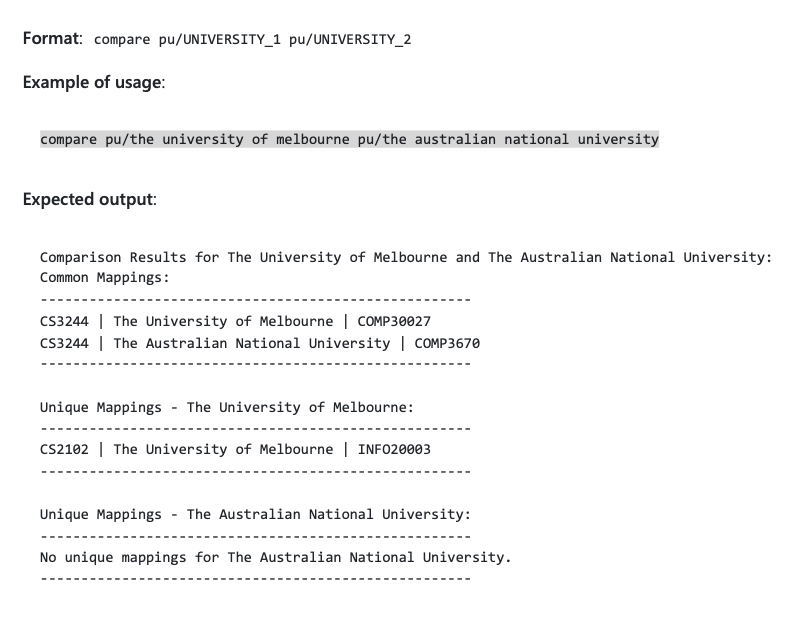 Format: compare pu/UNIVERSITY_1 pu/UNIVERSITY_2
Example of usage:
compare pu/the university of melbourne pu/the australian national university
Expected output:
Comparison Results for The University of Melbourne and The Australian National University:
Common Mappings:
-----------------------------------------------------
CS3244 | The University of Melbourne | COMP30027
CS3244 | The Australian National University | COMP3670
-----------------------------------------------------
Unique Mappings - The University of Melbourne:
-----------------------------------------------------
CS2102 | The University of Melbourne | INFO20003
-----------------------------------------------------
Unique Mappings - The Australian National University:
-----------------------------------------------------
No unique mappings for The Australian National University.
-----------------------------------------------------